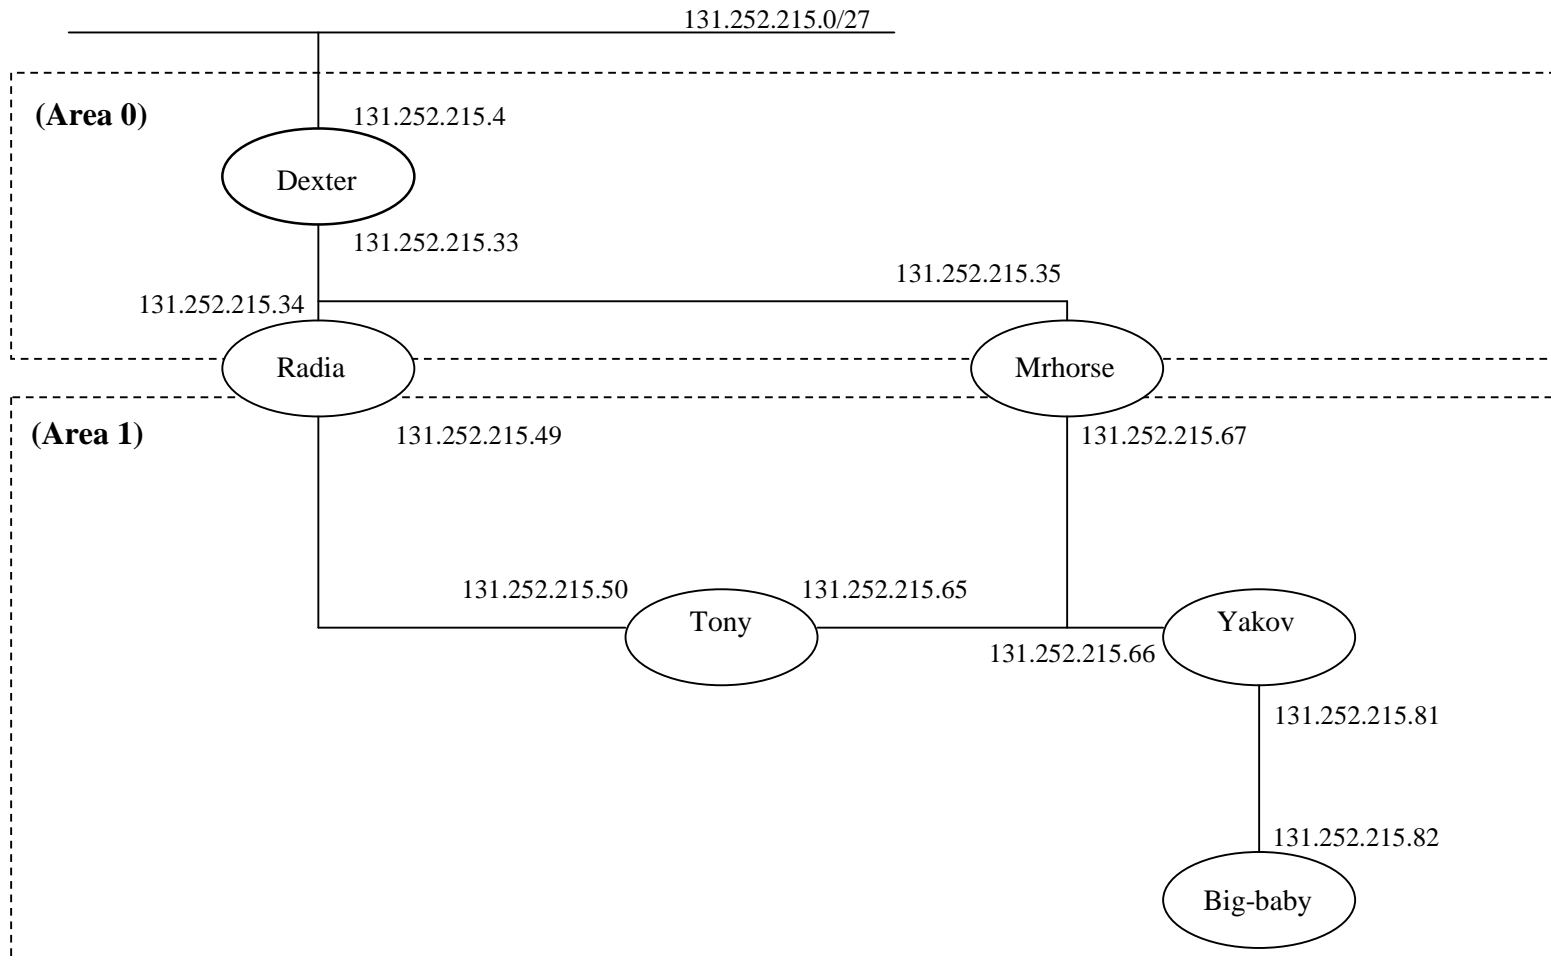 131.252.215.0/27
(Area 0)
131.252.215.4
Dexter
131.252.215.33
131.252.215.35
131.252.215.34
Radia
Mrhorse
(Area 1)
131.252.215.49
131.252.215.67
131.252.215.50
Tony
131.252.215.65
Yakov
131.252.215.66
131.252.215.81
131.252.215.82
Big-baby